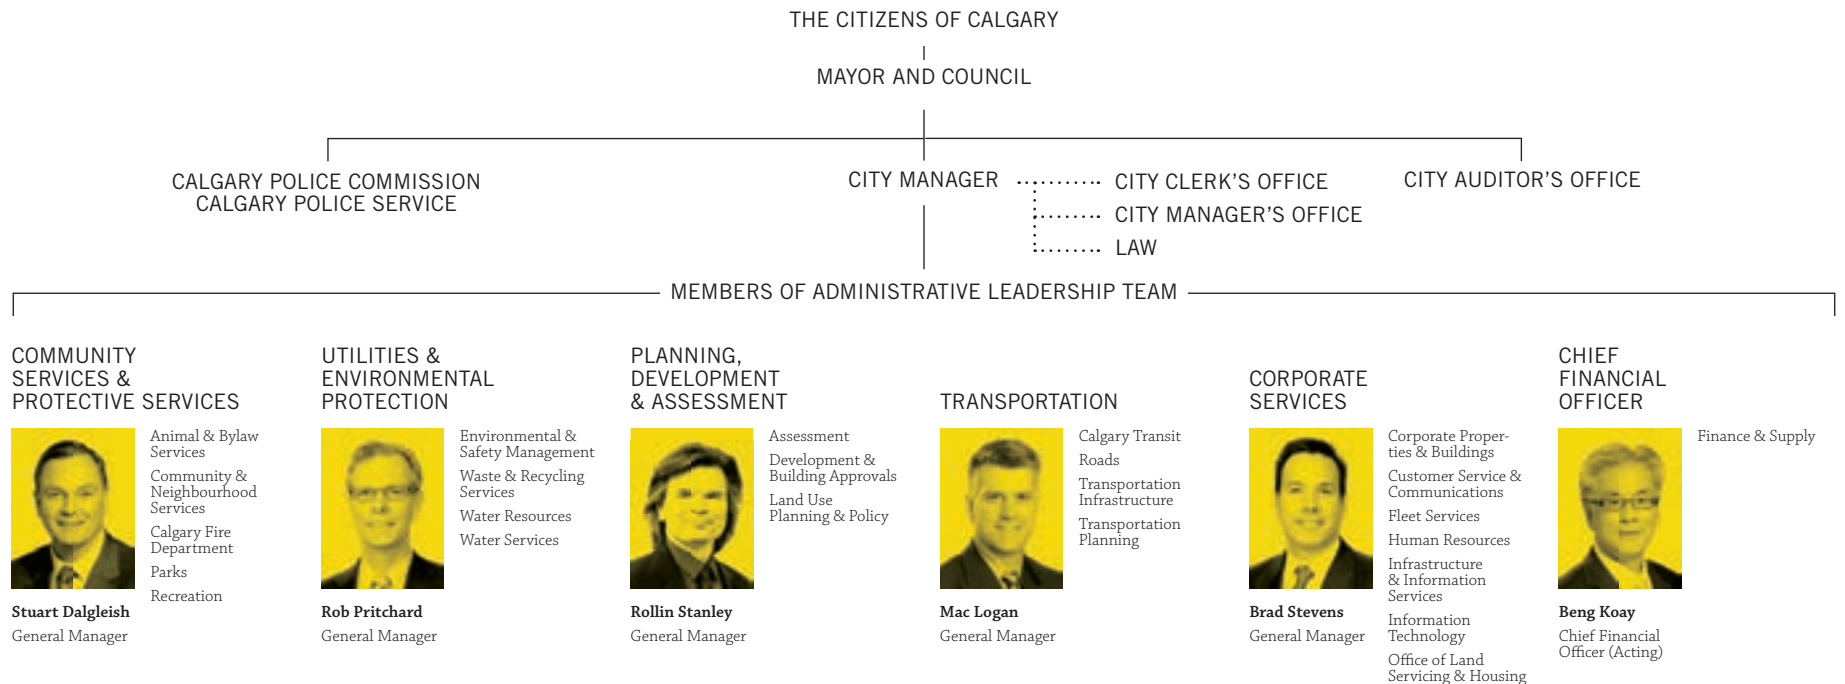 THE CITIZENS OF CALGARY
MAYOR AND COUNCIL
CALGARY POLICE COMMISSION
CALGARY POLICE SERVICE
CITY MANAGER
CITY CLERK'S OFFICE
CITY MANAGER'S OFFICE
LAW
CITY AUDITOR'S OFFICE
MEMBERS OF ADMINISTRATIVE LEADERSHIP TEAM
COMMUNITY
SERVICES &
PROTECTIVE SERVICES
Animal & Bylaw
Services
Community &
Neighbourhood
Services
Calgary Fire
Department
Parks
Recreation
Stuart Dalgleish
General Manager
UTILITIES &
ENVIRONMENTAL
PROTECTION
Environmental &
Safety Management
Waste & Recycling
Services
Water Resources
Water Services
Rob Pritchard
General Manager
PLANNING,
DEVELOPMENT
& ASSESSMENT
Assessment
Development &
Building Approvals
Land Use
Planning & Policy
Rollin Stanley
General Manager
TRANSPORTATION
Calgary Transit
Roads
Transportation
Infrastructure
Transportation
Planning
Mac Logan
General Manager
CORPORATE
SERVICES
Corporate Proper-
ties & Buildings
Customer Service &
Communications
Fleet Services
Human Resources
Infrastructure
& Information
Services
Information
Technology
Office of Land
Servicing & Housing
Brad Stevens
General Manager
CHIEF
FINANCIAL
OFFICER
Finance & Supply
Beng Koay
Chief Financial
Officer (Acting)